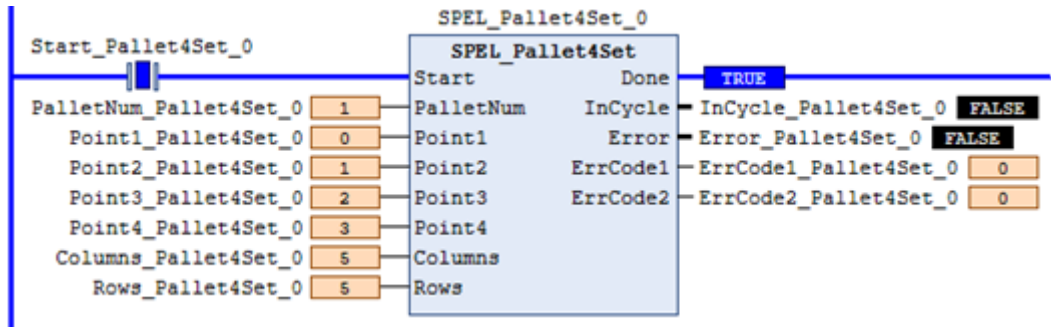 SPEL_Pallet4Set_0
Start_Pallet4Set_0 SPEL_Pallet4Set
Start Done TRUE
PalletNum_Pallet4Set_0 1 PalletNum InCycle InCycle_Pallet4Set_0 FALSE
Point1_Pallet4Set_0 0 Point1 Error Error_Pallet4Set_0 FALSE
Point2_Pallet4Set_0 1 Point2 ErrCode1 ErrCode1_Pallet4Set_0 0
Point3_Pallet4Set_0 2 Point3 ErrCode2 ErrCode2_Pallet4Set_0 0
Point4_Pallet4Set_0 3 Point4
Columns_Pallet4Set_0 5 Columns
Rows_Pallet4Set_0 5 Rows